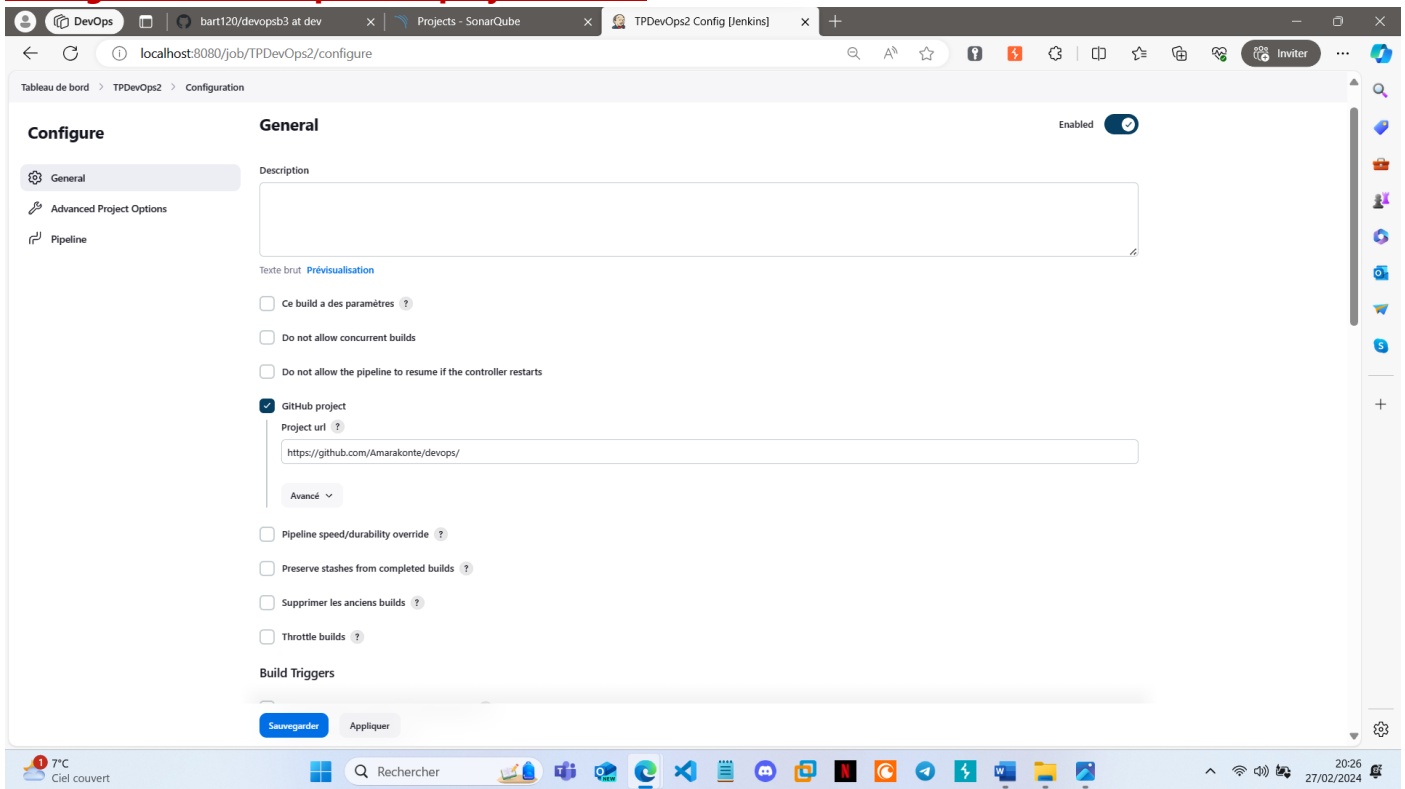 DevOps
bart120/devopsb3 at dev
Projects - SonarQube
TPDevOps2 Config [Jenkins]
localhost:8080/job/TPDevOps2/configure
Inviter
Tableau de bord > TPDevOps2 > Configuration
Configure
General
Advanced Project Options
Pipeline
General
Enabled
Description
Texte brut Prévisualisation
Ce build a des paramètres ?
Do not allow concurrent builds
Do not allow the pipeline to resume if the controller restarts
GitHub project
Project url ?
https://github.com/Amarakonte/devops/
Avancé
Pipeline speed/durability override ?
Preserve stashes from completed builds ?
Supprimer les anciens builds ?
Throttle builds ?
Build Triggers
Sauvegarder Appliquer
1
7°C
Ciel couvert
Rechercher
20:26
27/02/2024